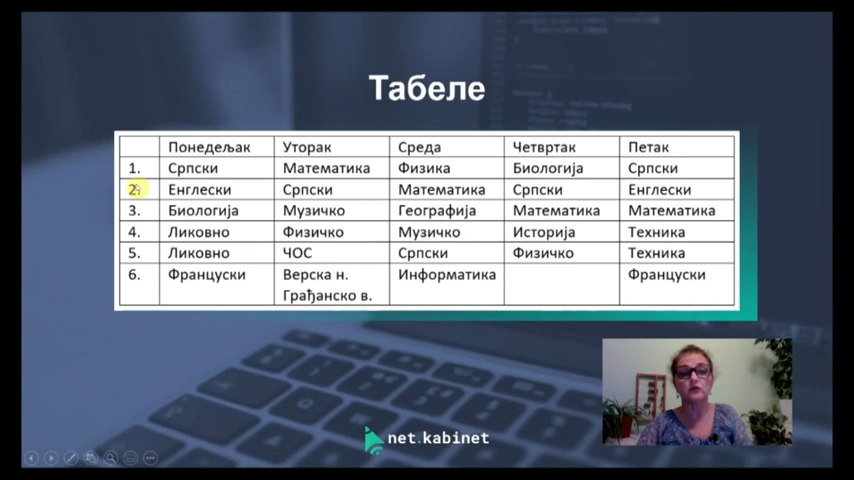 Табеле
Понедељак Уторак Среда Четвртак Петак
1. Српски Математика Физика Биологија Српски
2. Енглески Српски Математика Српски Енглески
3. Биологија Музичко Географија Математика Математика
4. Ликовно Физичко Музичко Историја Техника
5. Ликовно ЧОС Српски Физичко Техника
6. Француски Верска н. Информатика Француски
Грађанско в.
net.kabinet